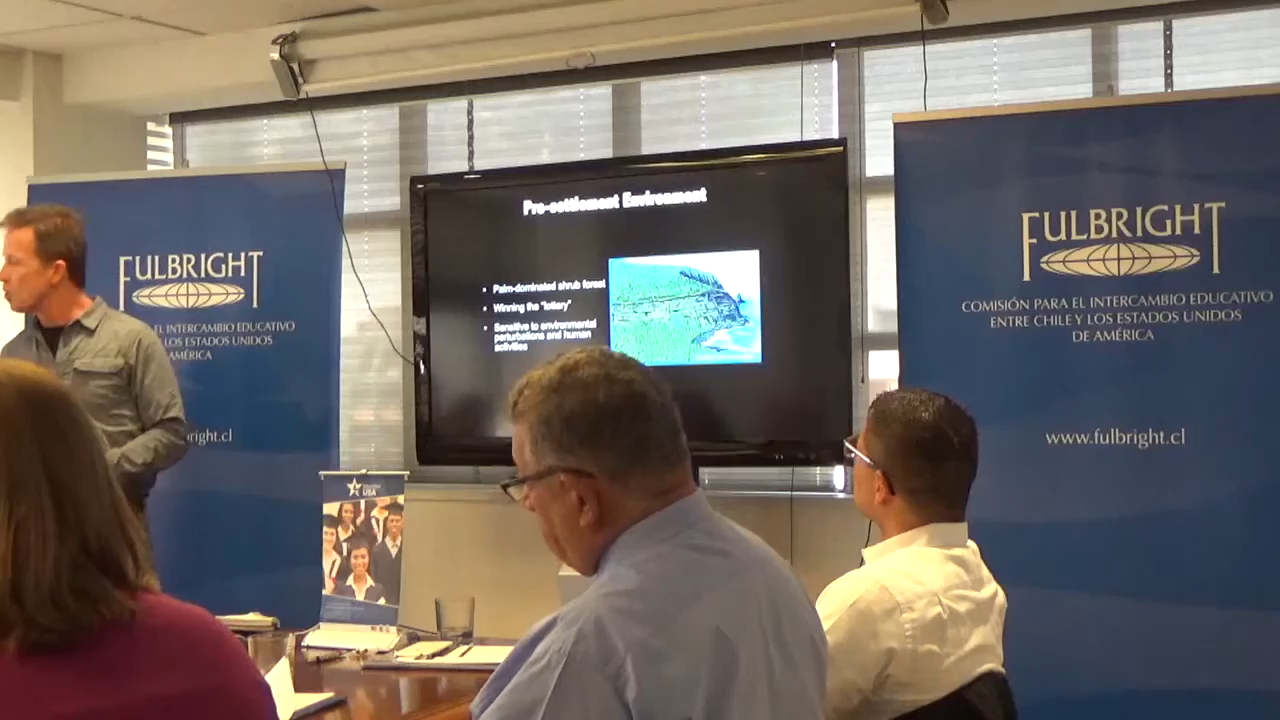 Pre-settlement Environment
Palm-dominated shrub forest
Winning the "lottery"
Sensitive to environmental
perturbations and human
activities
FULBRIGHT
EL INTERCAMBIO EDUCATIVO
LOS ESTADOS UNIDOS
AMÉRICA
right.cl
FULBRIGHT
COMISIÓN PARA EL INTERCAMBIO EDUCATIVO
ENTRE CHILE Y LOS ESTADOS UNIDOS
DE AMÉRICA
www.fulbright.cl
USA